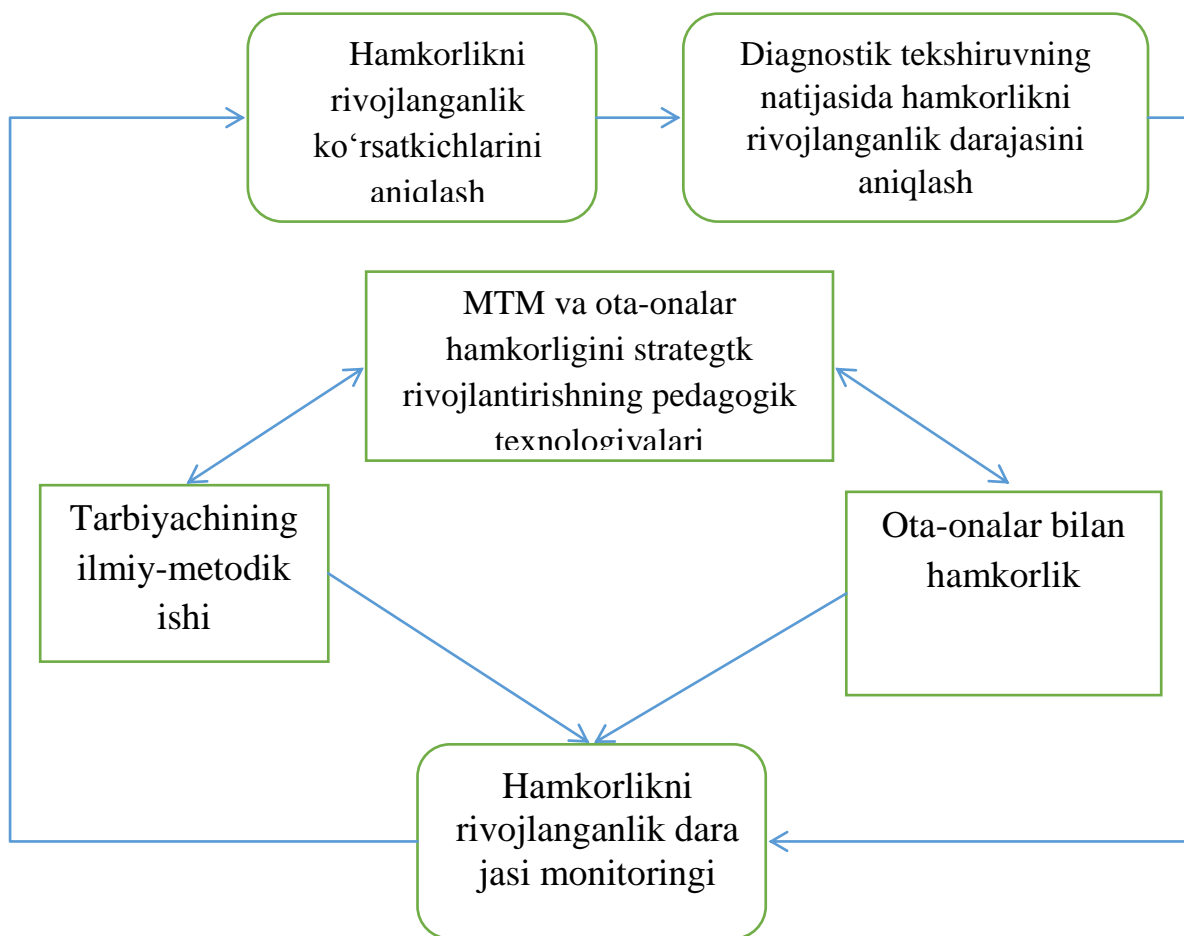 Hamkorlikni
rivojlanganlik
ko‘rsatkichlarini
aniqlash
Diagnostik tekshiruvning
natijasida hamkorlikni
rivojlanganlik darajasini
aniqlash
MTM va ota-onalar
hamkorligini strategtk
rivojlantirishning pedagogik
texnologiyalari
Tarbiyachining
ilmiy-metodik
ishi
Ota-onalar bilan
hamkorlik
Hamkorlikni
rivojlanganlik dara
jasi monitoringi